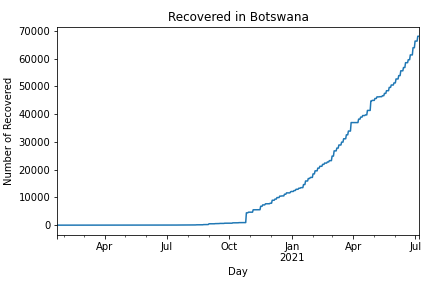 Recovered in Botswana
Number of Recovered
70000
60000
50000
40000
30000
20000
10000
0
Apr Jul Oct Jan Apr Jul
2021
Day